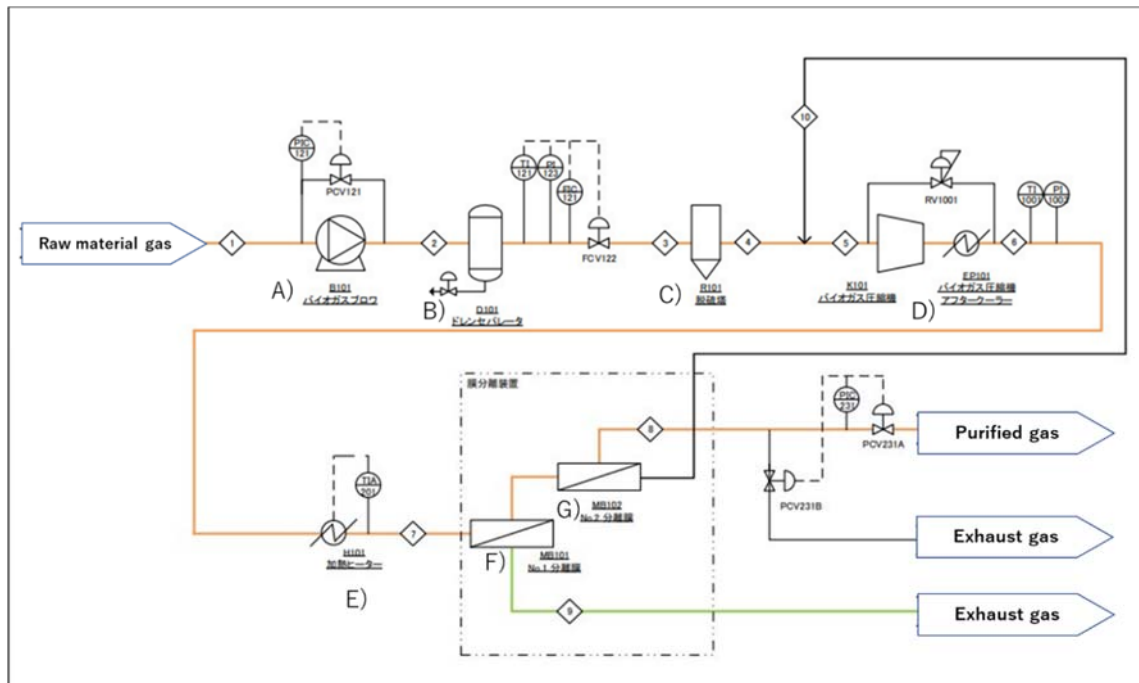 10
PIC
121
PCV121
TI
121
PI
123
FIC
121
FCV122
RV1001
TI
1001
PI
1002
Raw material gas
1
2
3
4
5
6
A)
B101
バイオガスブロワ
B)
D101
ドレンセパレータ
C)
R101
脱硫塔
K101
バイオガス圧縮機
D)
EP101
バイオガス圧縮機
アフタークーラー
膜分離装置
PIC
231
8
PCV231A
Purified gas
TIA
201
7
G)
MB102
No.2 分離膜
PCV231B
Exhaust gas
H101
加熱ヒーター
E)
F)
MB101
No.1 分離膜
9
Exhaust gas